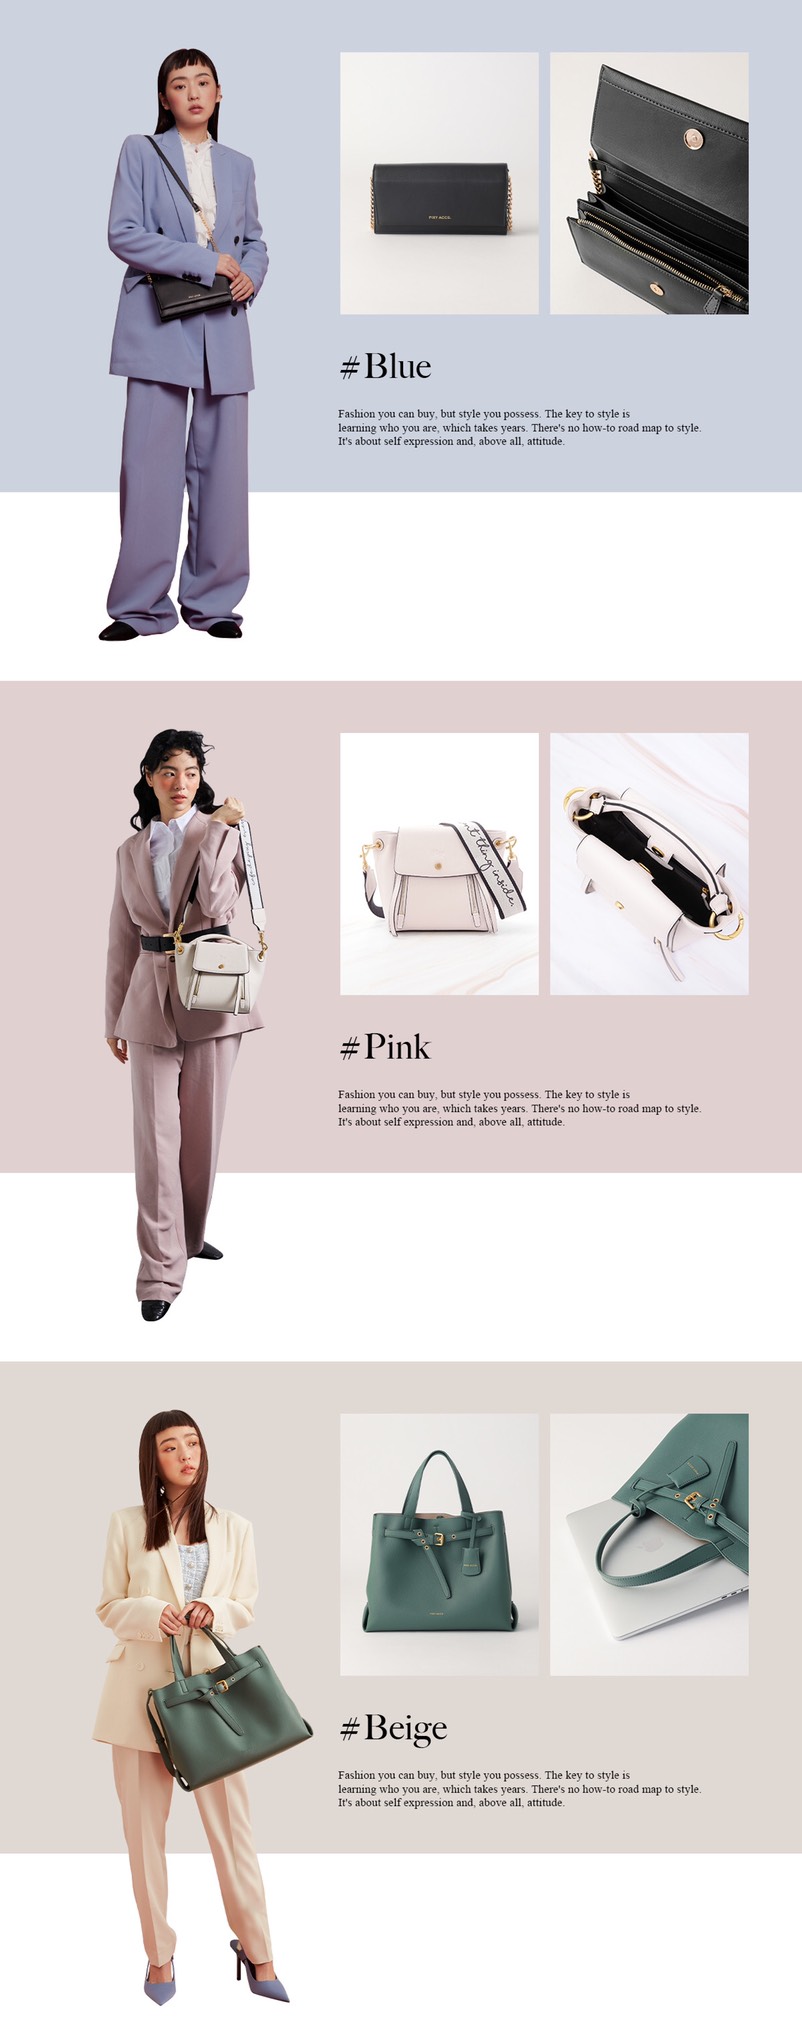 PINY ACCO.
#Blue
Fashion you can buy, but style you possess. The key to style is
learning who you are, which takes years. There's no how-to road map to style.
It's about self expression and, above all, attitude.
thing inside.
#Pink
Fashion you can buy, but style you possess. The key to style is
learning who you are, which takes years. There's no how-to road map to style.
It's about self expression and, above all, attitude.
#Beige
Fashion you can buy, but style you possess. The key to style is
learning who you are, which takes years. There's no how-to road map to style.
It's about self expression and, above all, attitude.